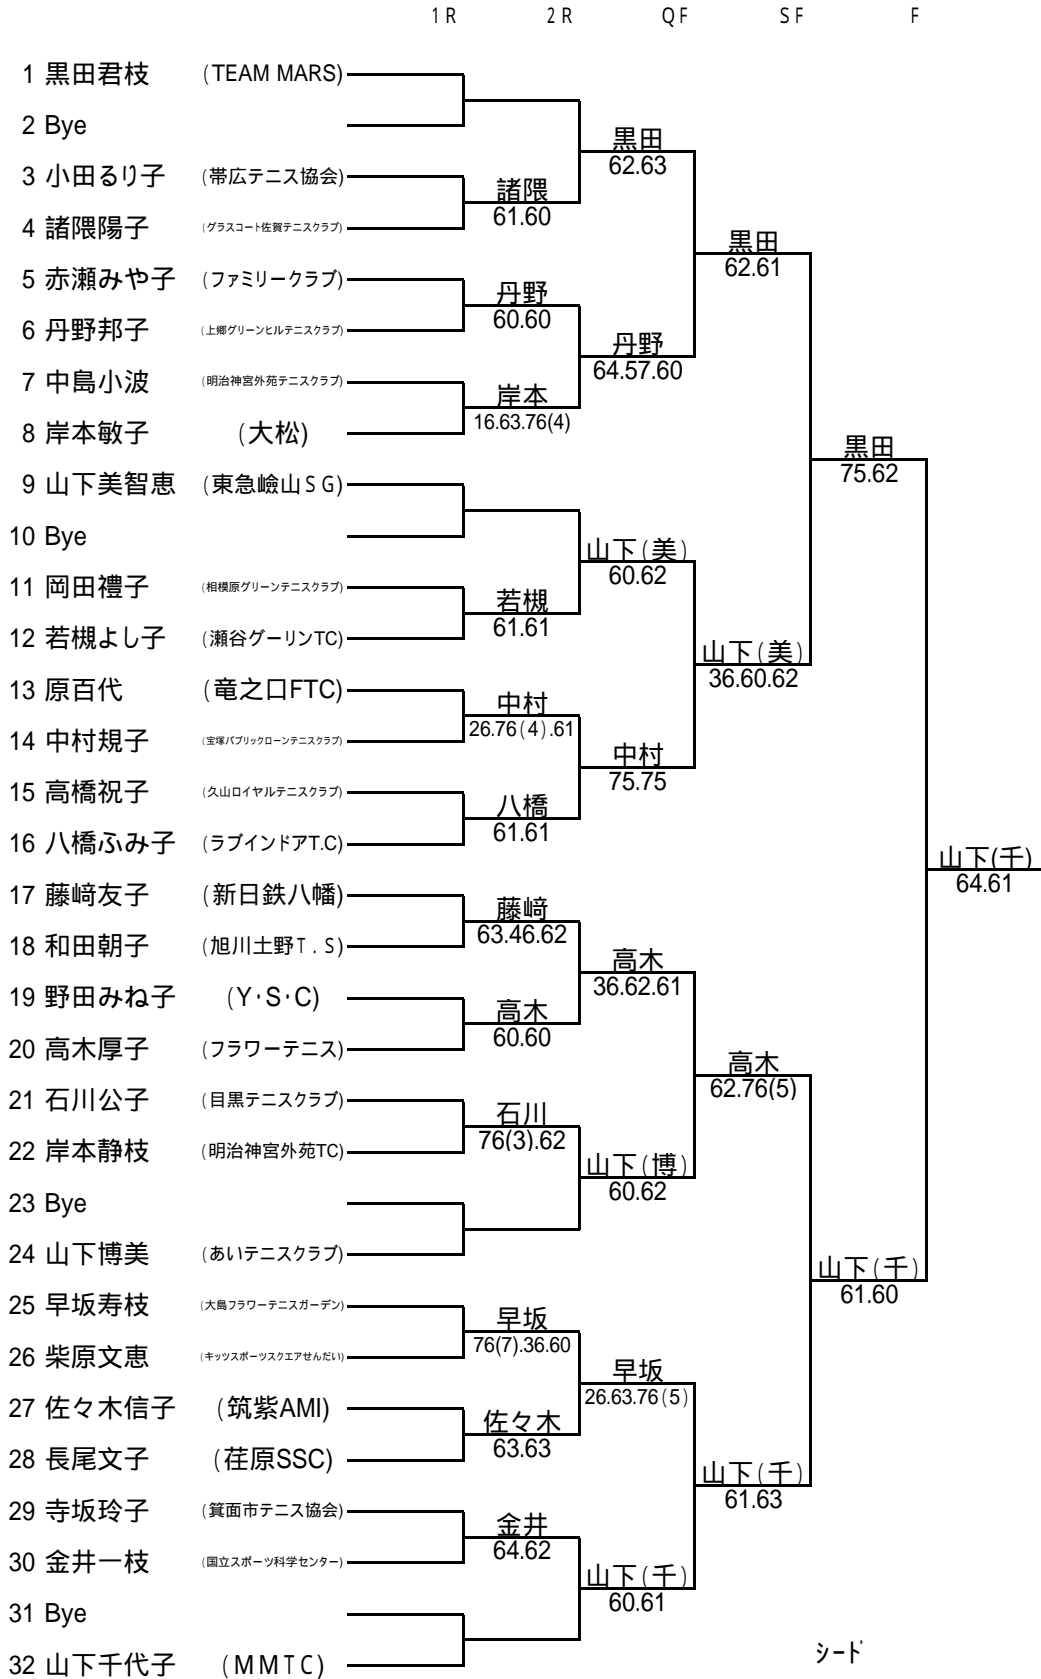 1R 2R QF SF F
1 黒田君枝 (TEAM MARS)
2 Bye
黒田
62.63
3 小田るり子 (帯広テニス協会)
諸隈
61.60
4 諸隈陽子 (グラスコート佐賀テニスクラブ)
黒田
62.61
5 赤瀬みや子 (ファミリークラブ)
丹野
60.60
6 丹野邦子 (上郷グリーンヒルテニスクラブ)
丹野
64.57.60
7 中島小波 (明治神宮外苑テニスクラブ)
岸本
16.63.76(4)
8 岸本敏子 (大松)
黒田
75.62
9 山下美智恵 (東急嶮山SG)
10 Bye
山下(美)
60.62
11 岡田禮子 (相模原グリーンテニスクラブ)
若槻
61.61
12 若槻よし子 (瀬谷グーリンTC)
山下(美)
36.60.62
13 原百代 (竜之口FTC)
中村
26.76(4).61
14 中村規子 (宝塚パブリックローンテニスクラブ)
中村
75.75
15 高橋祝子 (久山ロイヤルテニスクラブ)
八橋
61.61
16 八橋ふみ子 (ラブインドアT.C)
山下(千)
64.61
17 藤﨑友子 (新日鉄八幡)
藤﨑
63.46.62
18 和田朝子 (旭川土野T.S)
高木
36.62.61
19 野田みね子 (Y・S・C)
高木
60.60
20 高木厚子 (フラワーテニス)
高木
62.76(5)
21 石川公子 (目黒テニスクラブ)
石川
76(3).62
22 岸本静枝 (明治神宮外苑TC)
山下(博)
60.62
23 Bye
24 山下博美 (あいテニスクラブ)
山下(千)
61.60
25 早坂寿枝 (大島フラワーテニスガーデン)
早坂
76(7).36.60
26 柴原文恵 (キッツスポーツスクエアせんだい)
早坂
26.63.76(5)
27 佐々木信子 (筑紫AMI)
佐々木
63.63
28 長尾文子 (荏原SSC)
山下(千)
61.63
29 寺坂玲子 (箕面市テニス協会)
金井
64.62
30 金井一枝 (国立スポーツ科学センター)
山下(千)
60.61
31 Bye
シード
32 山下千代子 (MMTC)